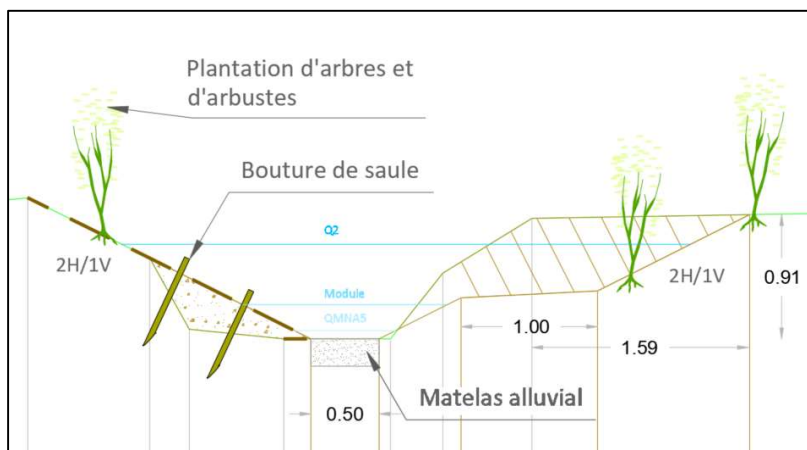 Plantation d'arbres et
d'arbustes
Bouture de saule
Q2
2H/1V
2H/1V
0.91
Module
QMNA5
1.00
1.59
Matelas alluvial
0.50